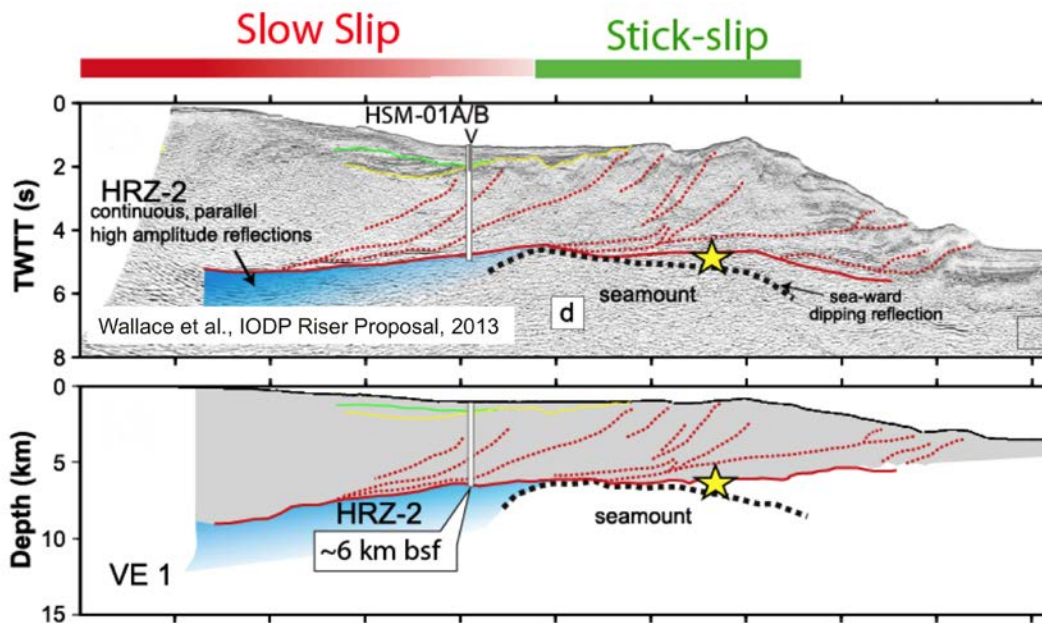 Slow Slip
Stick-slip
HSM-01A/B
0
2
4
6
8
TWTT (s)
HRZ-2
continuous, parallel
high amplitude reflections
seamount
sea-ward
dipping reflection
d
Wallace et al., IODP Riser Proposal, 2013
0
5
10
15
Depth (km)
HRZ-2
seamount
~6 km bsf
VE 1